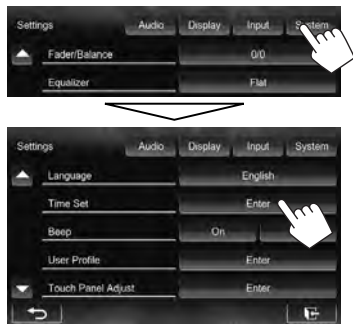 Settings Audio Display Input System
Fader/Balance 0/0
Equalizer Flat
Settings Audio Display Input System
Language English
Time Set Enter
Beep On
User Profile Enter
Touch Panel Adjust Enter